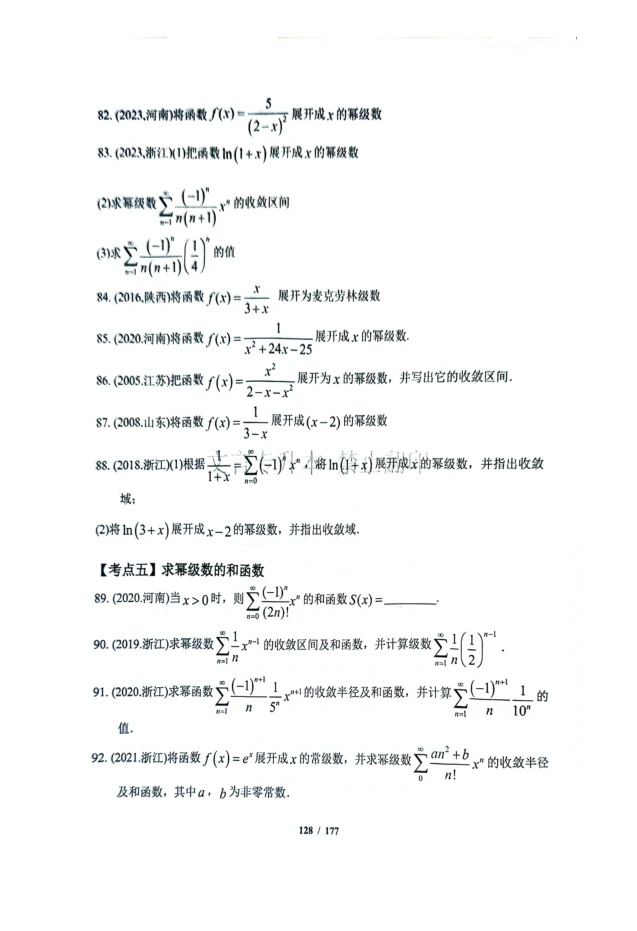 82. (2023,河南)将函数 f(x) = 5/(2−x)² 展开成 x 的幂级数
83. (2023,浙江)(1)把函数 ln(1+x) 展开成 x 的幂级数
(2)求幂级数 ∑_{n=1}^{∞} (−1)ⁿ/(n(n+1)) xⁿ 的收敛区间
(3)求 ∑_{n=1}^{∞} (−1)ⁿ/(n(n+1)) (1/4)ⁿ 的值
84. (2016,陕西)将函数 f(x) = x/(3+x) 展开为麦克劳林级数
85. (2020.河南)将函数 f(x) = 1/(x²+24x−25) 展开成 x 的幂级数.
86. (2005.江苏)把函数 f(x) = x²/(2−x−x²) 展开为 x 的幂级数，并写出它的收敛区间.
87. (2008.山东)将函数 f(x) = 1/(3−x) 展开成 (x−2) 的幂级数
88. (2018.浙江)(1)根据 1/(1+x) = ∑_{n=0}^{∞} (−1)ⁿ xⁿ，将 ln(1+x) 展开成 x 的幂级数，并指出收敛
域；
(2)将 ln(3+x) 展开成 x−2 的幂级数，并指出收敛域.
【考点五】求幂级数的和函数
89. (2020.河南)当 x>0 时，则 ∑_{n=0}^{∞} (−1)ⁿ/(2n)! xⁿ 的和函数 S(x) = ________.
90. (2019.浙江)求幂级数 ∑_{n=1}^{∞} 1/n xⁿ⁻¹ 的收敛区间及和函数，并计算级数 ∑_{n=1}^{∞} 1/n (1/2)ⁿ⁻¹.
91. (2020.浙江)求幂函数 ∑_{n=1}^{∞} (−1)ⁿ⁺¹/n 1/5ⁿ xⁿ⁺¹ 的收敛半径及和函数，并计算 ∑_{n=1}^{∞} (−1)ⁿ⁺¹/n 1/10ⁿ 的
值.
92. (2021.浙江)将函数 f(x) = eˣ 展开成 x 的常级数，并求幂级数 ∑_{0}^{∞} (an²+b)/n! xⁿ 的收敛半径
及和函数，其中 a，b 为非零常数.
128 / 177